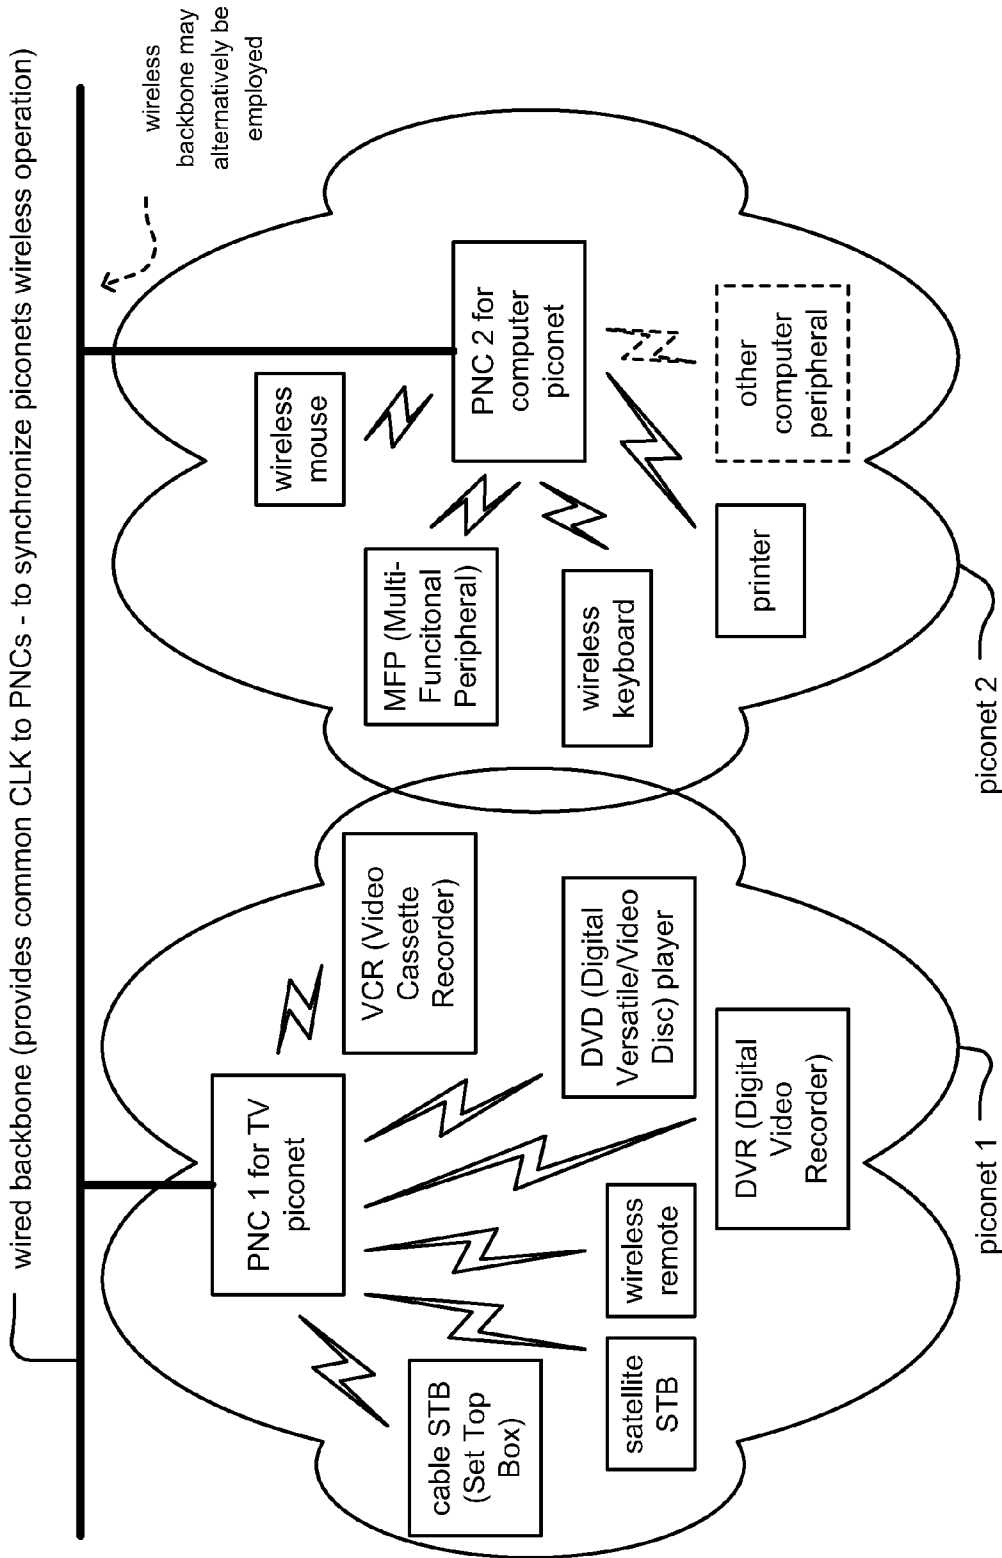 wired backbone (provides common CLK to PNCs - to synchronize piconets wireless operation)
wireless
backbone may
alternatively be
employed
PNC 1 for TV
piconet
VCR (Video
Cassette
Recorder)
cable STB
(Set Top
Box)
satellite
STB
wireless
remote
DVD (Digital
Versatile/Video
Disc) player
DVR (Digital
Video
Recorder)
piconet 1
wireless
mouse
PNC 2 for
computer
piconet
MFP (Multi-
Funcitonal
Peripheral)
wireless
keyboard
printer
other
computer
peripheral
piconet 2